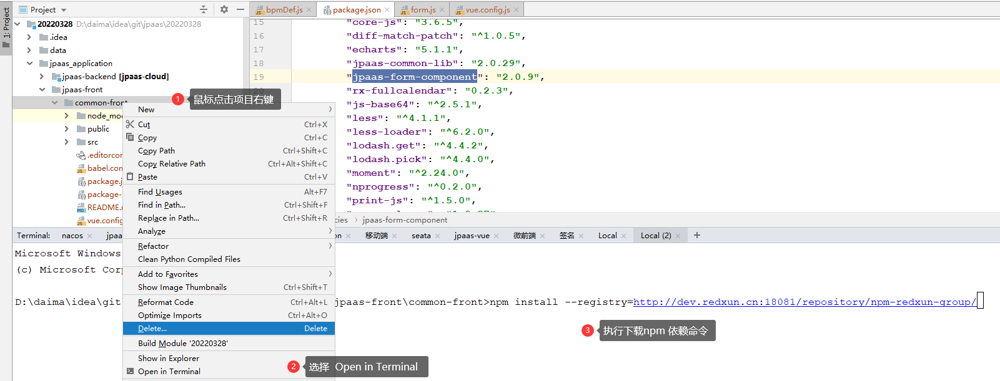 1: Project
Project
bpmDef.js
package.json
form.js
vue.config.js
20220328 D:\daima\idea\git\jpaas\20220328
.idea
data
jpaas_application
jpaas-backend [jpaas-cloud]
jpaas-front
common-front
node_mo
public
src
.editorcon
babel.con
package.j
package-
README.
vue.config
15 "core-js": "3.6.5",
16 "diff-match-patch": "^1.0.5",
17 "echarts": "5.1.1",
18 "jpaas-common-lib": "2.0.29",
19 "jpaas-form-component": "2.0.9",
20 "rx-fullcalendar": "0.2.3",
"js-base64": "^2.5.1",
"less": "^4.1.1",
"less-loader": "^6.2.0",
"lodash.get": "^4.4.2",
"lodash.pick": "^4.4.0",
"moment": "^2.24.0",
"nprogress": "^0.2.0",
"print-js": "^1.5.0",
cies › jpaas-form-component
1 鼠标点击项目右键
New
Cut Ctrl+X
Copy Ctrl+C
Copy Path Ctrl+Shift+C
Copy Relative Path Ctrl+Alt+Shift+C
Paste Ctrl+V
Find Usages Alt+F7
Find in Path... Ctrl+Shift+F
Replace in Path... Ctrl+Shift+R
Analyze
Refactor
Clean Python Compiled Files
Add to Favorites
Show Image Thumbnails Ctrl+Shift+T
Reformat Code Ctrl+Alt+L
Optimize Imports Ctrl+Alt+O
Delete... Delete
Build Module '20220328'
Show in Explorer
Open in Terminal
2 选择 Open in Terminal
Terminal: nacos jpaa on 移动端 seata jpaas-vue 微前端 签名 Local Local (2) +
Microsoft Windows
(c) Microsoft Corp
D:\daima\idea\git\ jpaas-front\common-front>npm install --registry=http://dev.redxun.cn:18081/repository/npm-redxun-group/
3 执行下载npm 依赖命令